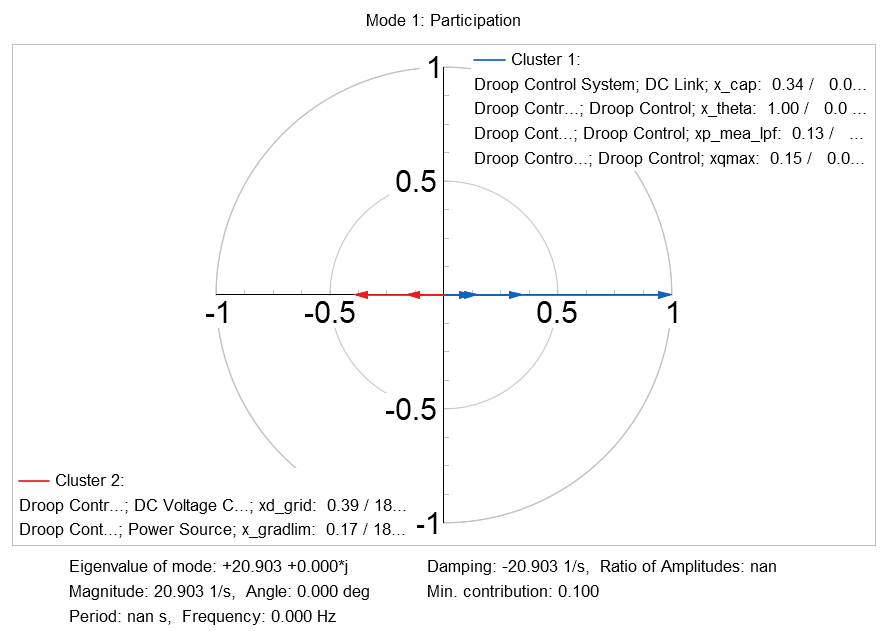 Mode 1: Participation
Cluster 1:
Droop Control System; DC Link; x_cap: 0.34 / 0.0...
Droop Contr...; Droop Control; x_theta: 1.00 / 0.0 ...
Droop Cont...; Droop Control; xp_mea_lpf: 0.13 / ...
Droop Contro...; Droop Control; xqmax: 0.15 / 0.0...
1
0.5
-1
-0.5
0.5
1
-0.5
-1
Cluster 2:
Droop Contr...; DC Voltage C...; xd_grid: 0.39 / 18...
Droop Cont...; Power Source; x_gradlim: 0.17 / 18...
Eigenvalue of mode: +20.903 +0.000*j
Magnitude: 20.903 1/s, Angle: 0.000 deg
Period: nan s, Frequency: 0.000 Hz
Damping: -20.903 1/s, Ratio of Amplitudes: nan
Min. contribution: 0.100